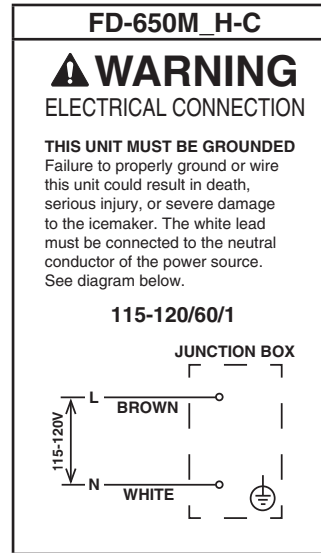 FD-650M_H-C
WARNING
ELECTRICAL CONNECTION
THIS UNIT MUST BE GROUNDED
Failure to properly ground or wire
this unit could result in death,
serious injury, or severe damage
to the icemaker. The white lead
must be connected to the neutral
conductor of the power source.
See diagram below.
115-120/60/1
JUNCTION BOX
L
BROWN
115-120V
N
WHITE